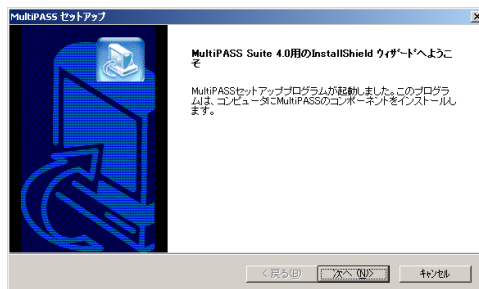 MultiPASS セットアップ
MultiPASS Suite 4.0用のInstallShield ウィザードへようこ
そ
MultiPASSセットアッププログラムが起動しました。このプログラ
ムは、コンピュータにMultiPASSのコンポーネントをインストールし
ます。
< 戻る(B)
次へ (N)>
キャンセル